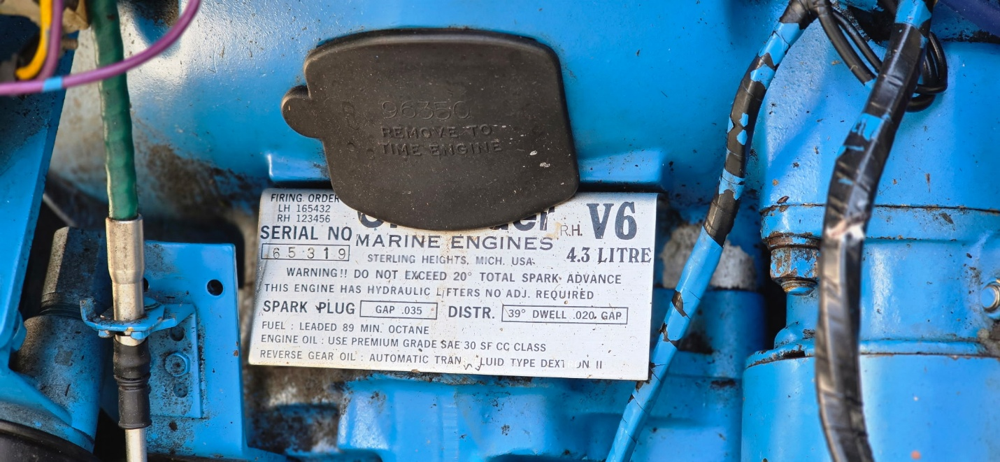 96350
REMOVE TO
TIME ENGINE
FIRING ORDER
LH 165432
RH 123456
R.H. V6
SERIAL NO
MARINE ENGINES
4.3 LITRE
65319
STERLING HEIGHTS, MICH. USA.
WARNING!! DO NOT EXCEED 20° TOTAL SPARK ADVANCE
THIS ENGINE HAS HYDRAULIC LIFTERS NO ADJ. REQUIRED
SPARK PLUG GAP .035 DISTR. 39° DWELL .020 GAP
FUEL : LEADED 89 MIN. OCTANE
ENGINE OIL : USE PREMIUM GRADE SAE 30 SF CC CLASS
REVERSE GEAR OIL : AUTOMATIC TRAN LUID TYPE DEXT ON II